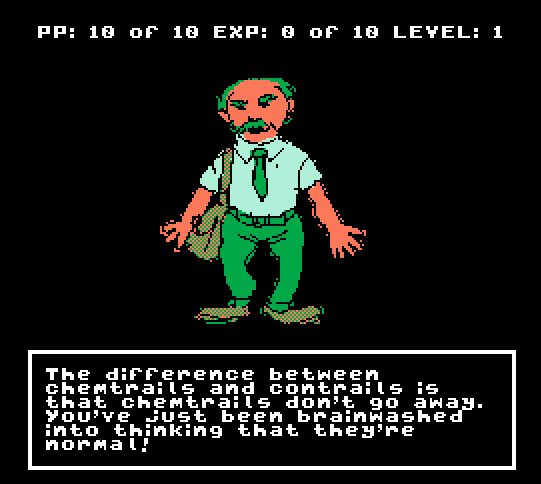 PP: 10 of 10 EXP: 0 of 10 LEVEL: 1
The difference between
chemtrails and contrails is
that chemtrails don't go away.
You've just been brainwashed
into thinking that they're
normal!